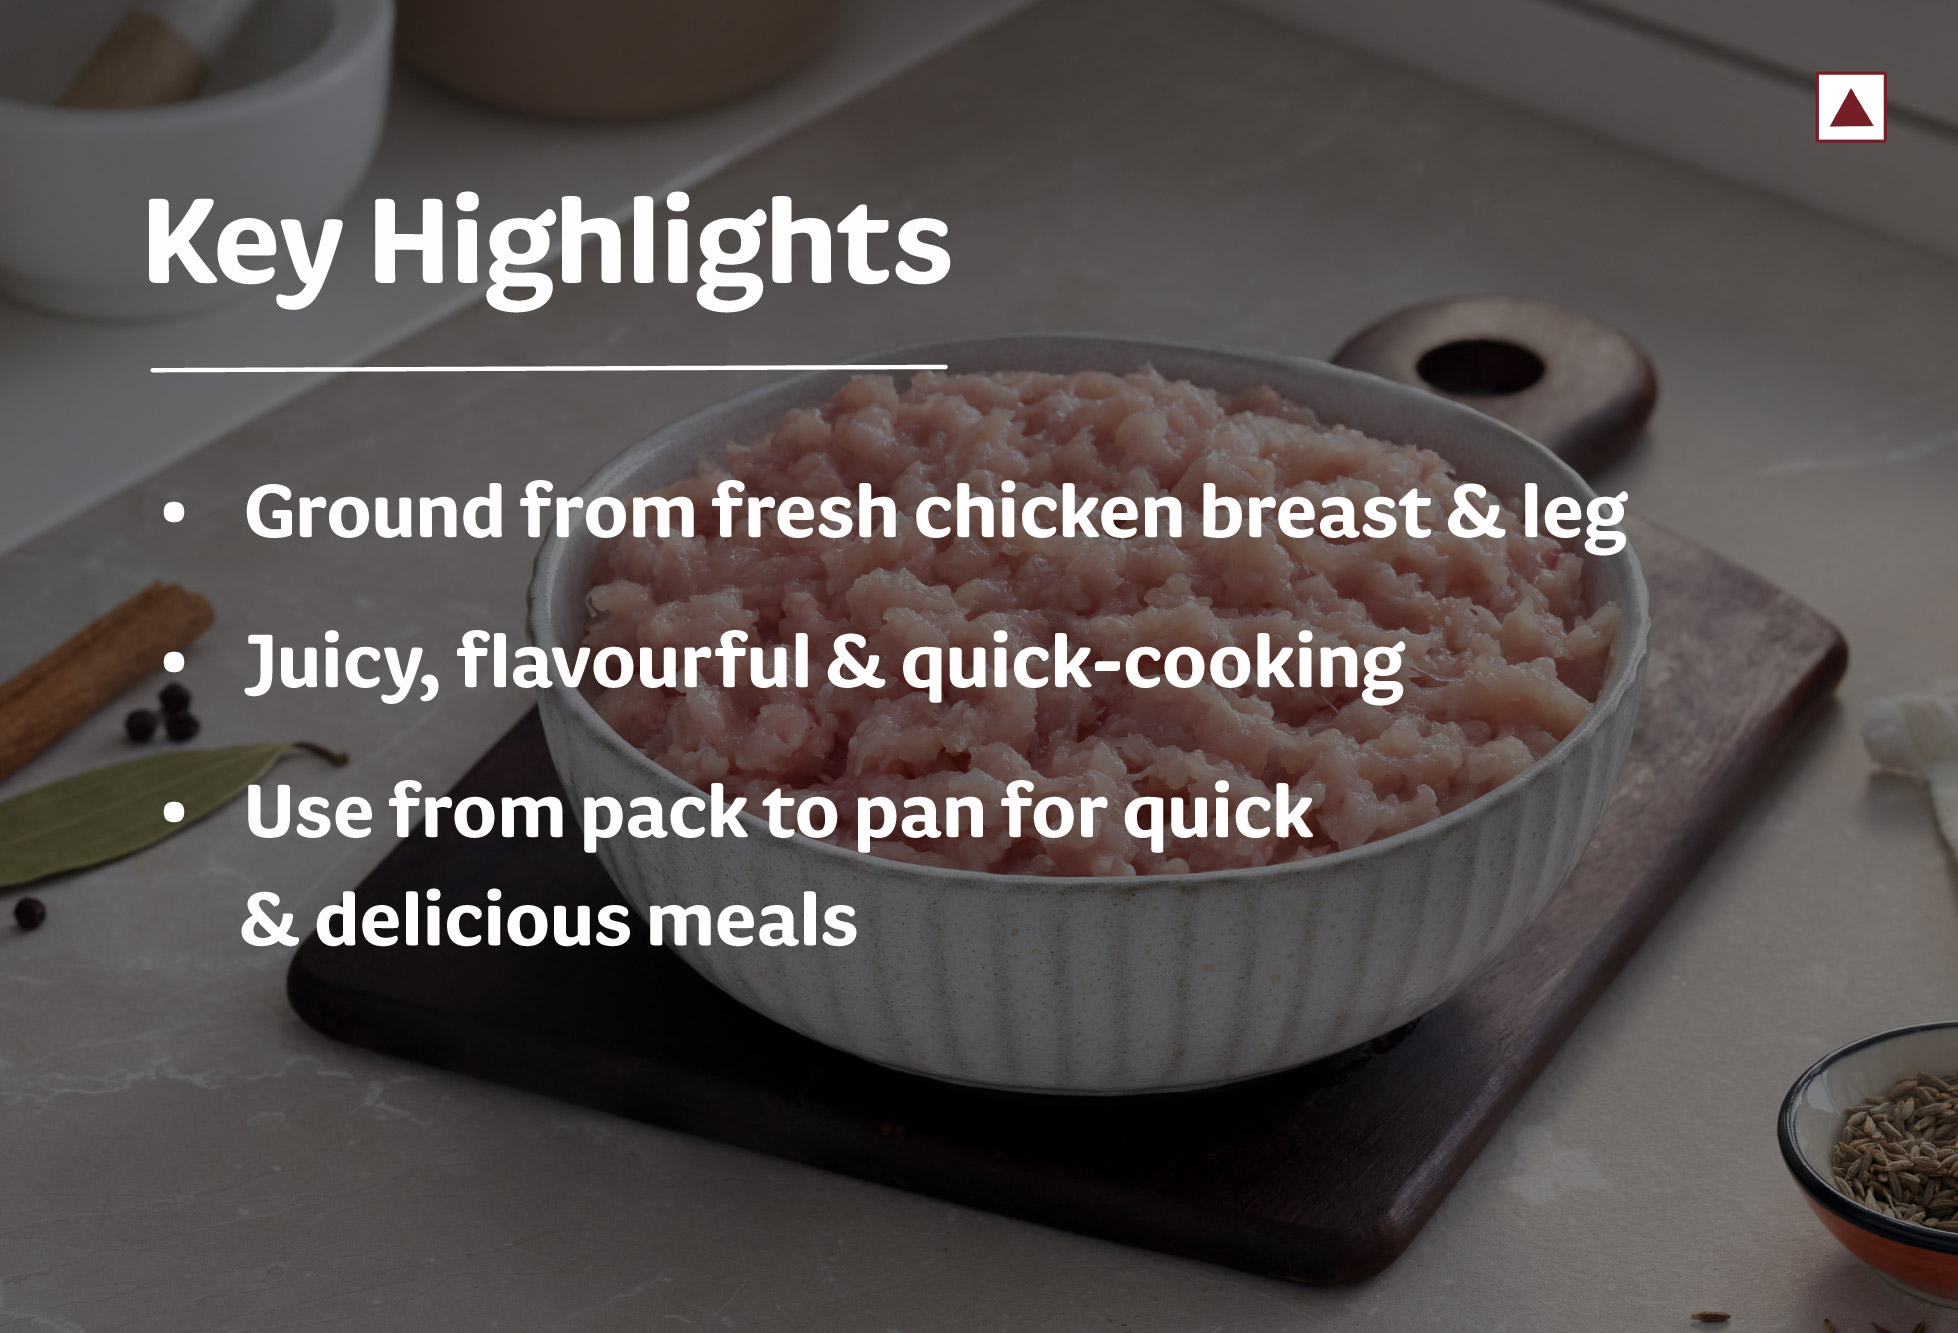 Key Highlights
• Ground from fresh chicken breast & leg
• Juicy, flavourful & quick-cooking
• Use from pack to pan for quick
& delicious meals